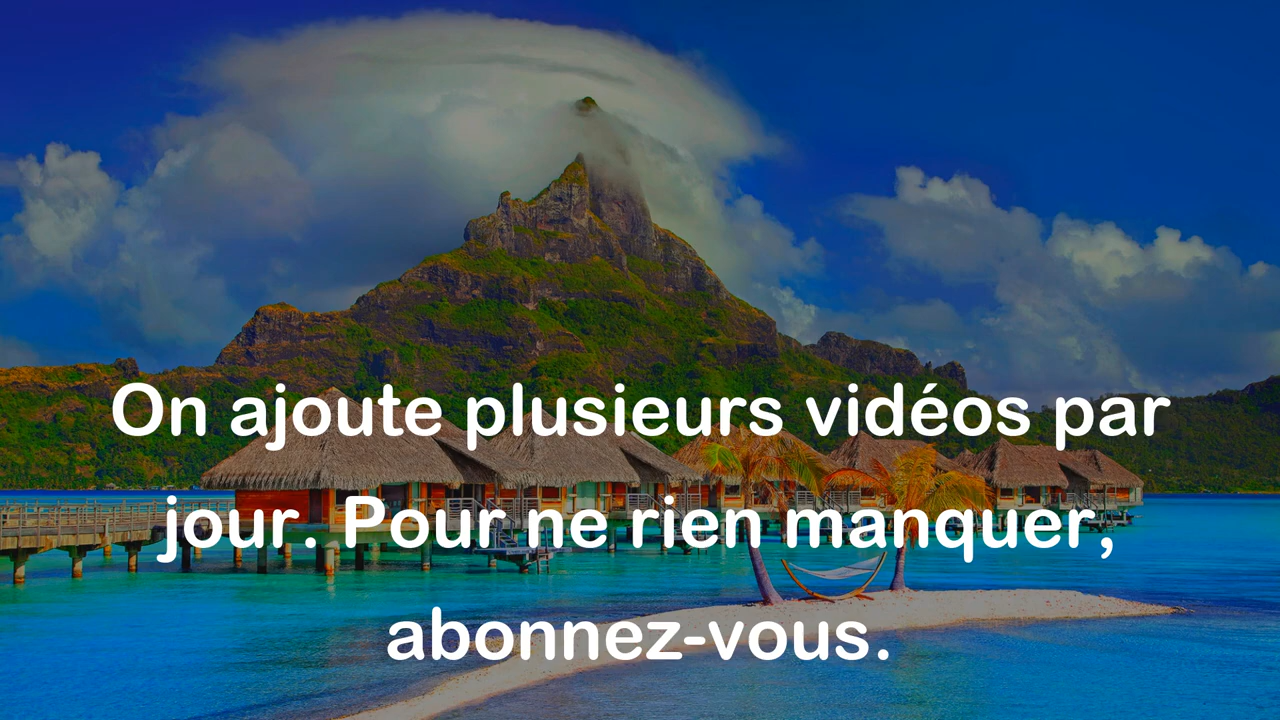 On ajoute plusieurs vidéos par
jour. Pour ne rien manquer,
abonnez-vous.